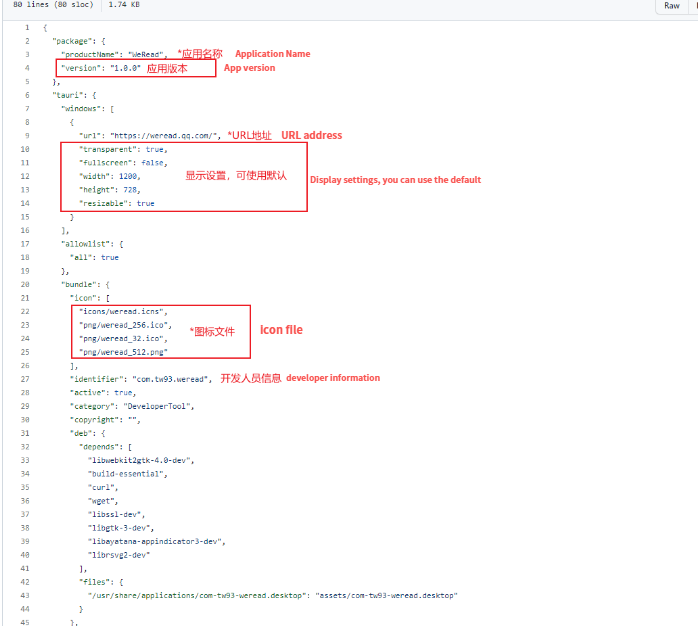 80 lines (80 sloc) 1.74 KB Raw
1 {
2 "package": {
3 "productName": "WeRead", *应用名称 Application Name
4 "version": "1.0.0" 应用版本 App version
5 },
6 "tauri": {
7 "windows": [
8 {
9 "url": "https://weread.qq.com/", *URL地址 URL address
10 "transparent": true,
11 "fullscreen": false,
12 "width": 1200, 显示设置，可使用默认 Display settings, you can use the default
13 "height": 728,
14 "resizable": true
15 }
16 ],
17 "allowlist": {
18 "all": true
19 },
20 "bundle": {
21 "icon": [
22 "icons/weread.icns",
23 "png/weread_256.ico", *图标文件 icon file
24 "png/weread_32.ico",
25 "png/weread_512.png"
26 ],
27 "identifier": "com.tw93.weread", 开发人员信息 developer information
28 "active": true,
29 "category": "DeveloperTool",
30 "copyright": "",
31 "deb": {
32 "depends": [
33 "libwebkit2gtk-4.0-dev",
34 "build-essential",
35 "curl",
36 "wget",
37 "libssl-dev",
38 "libgtk-3-dev",
39 "libayatana-appindicator3-dev",
40 "librsvg2-dev"
41 ],
42 "files": {
43 "/usr/share/applications/com-tw93-weread.desktop": "assets/com-tw93-weread.desktop"
44 }
45 },